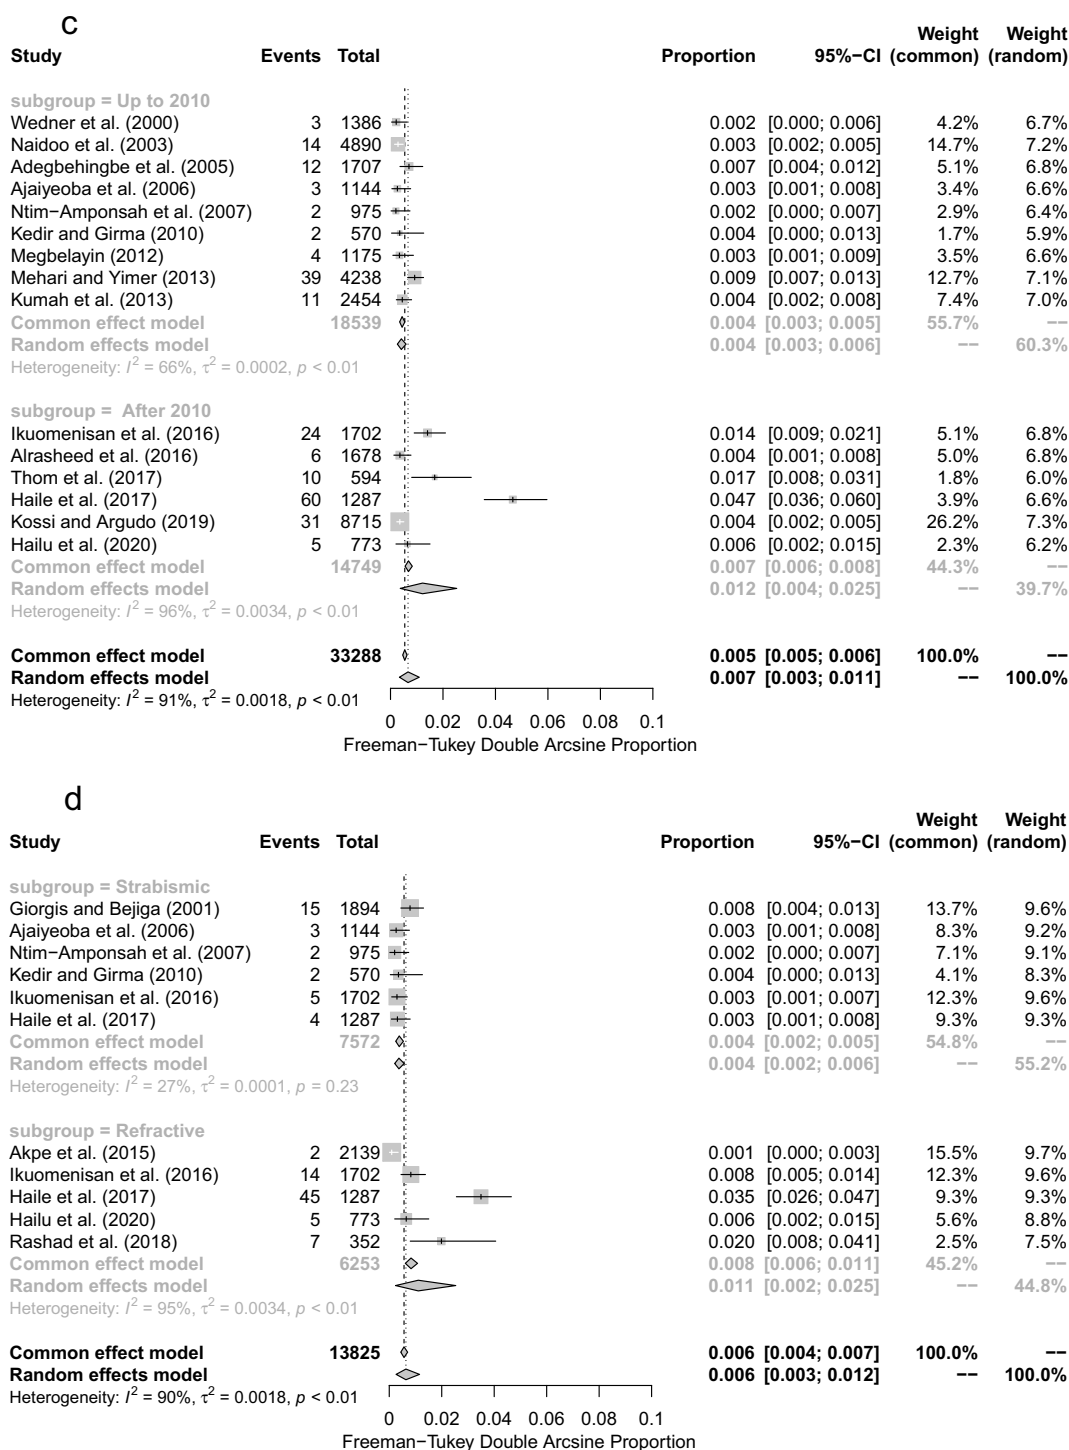 c
Weight Weight
Study Events Total Proportion 95%−CI (common) (random)
subgroup = Up to 2010
Wedner et al. (2000) 3 1386 0.002 [0.000; 0.006] 4.2% 6.7%
Naidoo et al. (2003) 14 4890 0.003 [0.002; 0.005] 14.7% 7.2%
Adegbehingbe et al. (2005) 12 1707 0.007 [0.004; 0.012] 5.1% 6.8%
Ajaiyeoba et al. (2006) 3 1144 0.003 [0.001; 0.008] 3.4% 6.6%
Ntim−Amponsah et al. (2007) 2 975 0.002 [0.000; 0.007] 2.9% 6.4%
Kedir and Girma (2010) 2 570 0.004 [0.000; 0.013] 1.7% 5.9%
Megbelayin (2012) 4 1175 0.003 [0.001; 0.009] 3.5% 6.6%
Mehari and Yimer (2013) 39 4238 0.009 [0.007; 0.013] 12.7% 7.1%
Kumah et al. (2013) 11 2454 0.004 [0.002; 0.008] 7.4% 7.0%
Common effect model 18539 0.004 [0.003; 0.005] 55.7% −−
Random effects model 0.004 [0.003; 0.006] −− 60.3%
Heterogeneity: I² = 66%, τ² = 0.0002, p < 0.01
subgroup = After 2010
Ikuomenisan et al. (2016) 24 1702 0.014 [0.009; 0.021] 5.1% 6.8%
Alrasheed et al. (2016) 6 1678 0.004 [0.001; 0.008] 5.0% 6.8%
Thom et al. (2017) 10 594 0.017 [0.008; 0.031] 1.8% 6.0%
Haile et al. (2017) 60 1287 0.047 [0.036; 0.060] 3.9% 6.6%
Kossi and Argudo (2019) 31 8715 0.004 [0.002; 0.005] 26.2% 7.3%
Hailu et al. (2020) 5 773 0.006 [0.002; 0.015] 2.3% 6.2%
Common effect model 14749 0.007 [0.006; 0.008] 44.3% −−
Random effects model 0.012 [0.004; 0.025] −− 39.7%
Heterogeneity: I² = 96%, τ² = 0.0034, p < 0.01
Common effect model 33288 0.005 [0.005; 0.006] 100.0% −−
Random effects model 0.007 [0.003; 0.011] −− 100.0%
Heterogeneity: I² = 91%, τ² = 0.0018, p < 0.01
0 0.02 0.04 0.06 0.08 0.1
Freeman−Tukey Double Arcsine Proportion
d
Weight Weight
Study Events Total Proportion 95%−CI (common) (random)
subgroup = Strabismic
Giorgis and Bejiga (2001) 15 1894 0.008 [0.004; 0.013] 13.7% 9.6%
Ajaiyeoba et al. (2006) 3 1144 0.003 [0.001; 0.008] 8.3% 9.2%
Ntim−Amponsah et al. (2007) 2 975 0.002 [0.000; 0.007] 7.1% 9.1%
Kedir and Girma (2010) 2 570 0.004 [0.000; 0.013] 4.1% 8.3%
Ikuomenisan et al. (2016) 5 1702 0.003 [0.001; 0.007] 12.3% 9.6%
Haile et al. (2017) 4 1287 0.003 [0.001; 0.008] 9.3% 9.3%
Common effect model 7572 0.004 [0.002; 0.005] 54.8% −−
Random effects model 0.004 [0.002; 0.006] −− 55.2%
Heterogeneity: I² = 27%, τ² = 0.0001, p = 0.23
subgroup = Refractive
Akpe et al. (2015) 2 2139 0.001 [0.000; 0.003] 15.5% 9.7%
Ikuomenisan et al. (2016) 14 1702 0.008 [0.005; 0.014] 12.3% 9.6%
Haile et al. (2017) 45 1287 0.035 [0.026; 0.047] 9.3% 9.3%
Hailu et al. (2020) 5 773 0.006 [0.002; 0.015] 5.6% 8.8%
Rashad et al. (2018) 7 352 0.020 [0.008; 0.041] 2.5% 7.5%
Common effect model 6253 0.008 [0.006; 0.011] 45.2% −−
Random effects model 0.011 [0.002; 0.025] −− 44.8%
Heterogeneity: I² = 95%, τ² = 0.0034, p < 0.01
Common effect model 13825 0.006 [0.004; 0.007] 100.0% −−
Random effects model 0.006 [0.003; 0.012] −− 100.0%
Heterogeneity: I² = 90%, τ² = 0.0018, p < 0.01
0 0.02 0.04 0.06 0.08 0.1
Freeman−Tukey Double Arcsine Proportion